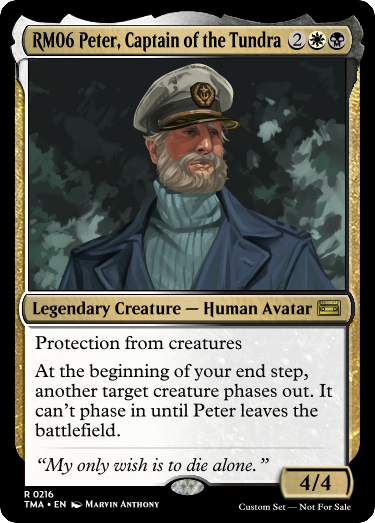 RM06 Peter, Captain of the Tundra 2
Legendary Creature — Human Avatar
Protection from creatures
At the beginning of your end step,
another target creature phases out. It
can't phase in until Peter leaves the
battlefield.
“My only wish is to die alone.”
4/4
R 0216
TMA • EN Marvin Anthony
Custom Set — Not For Sale